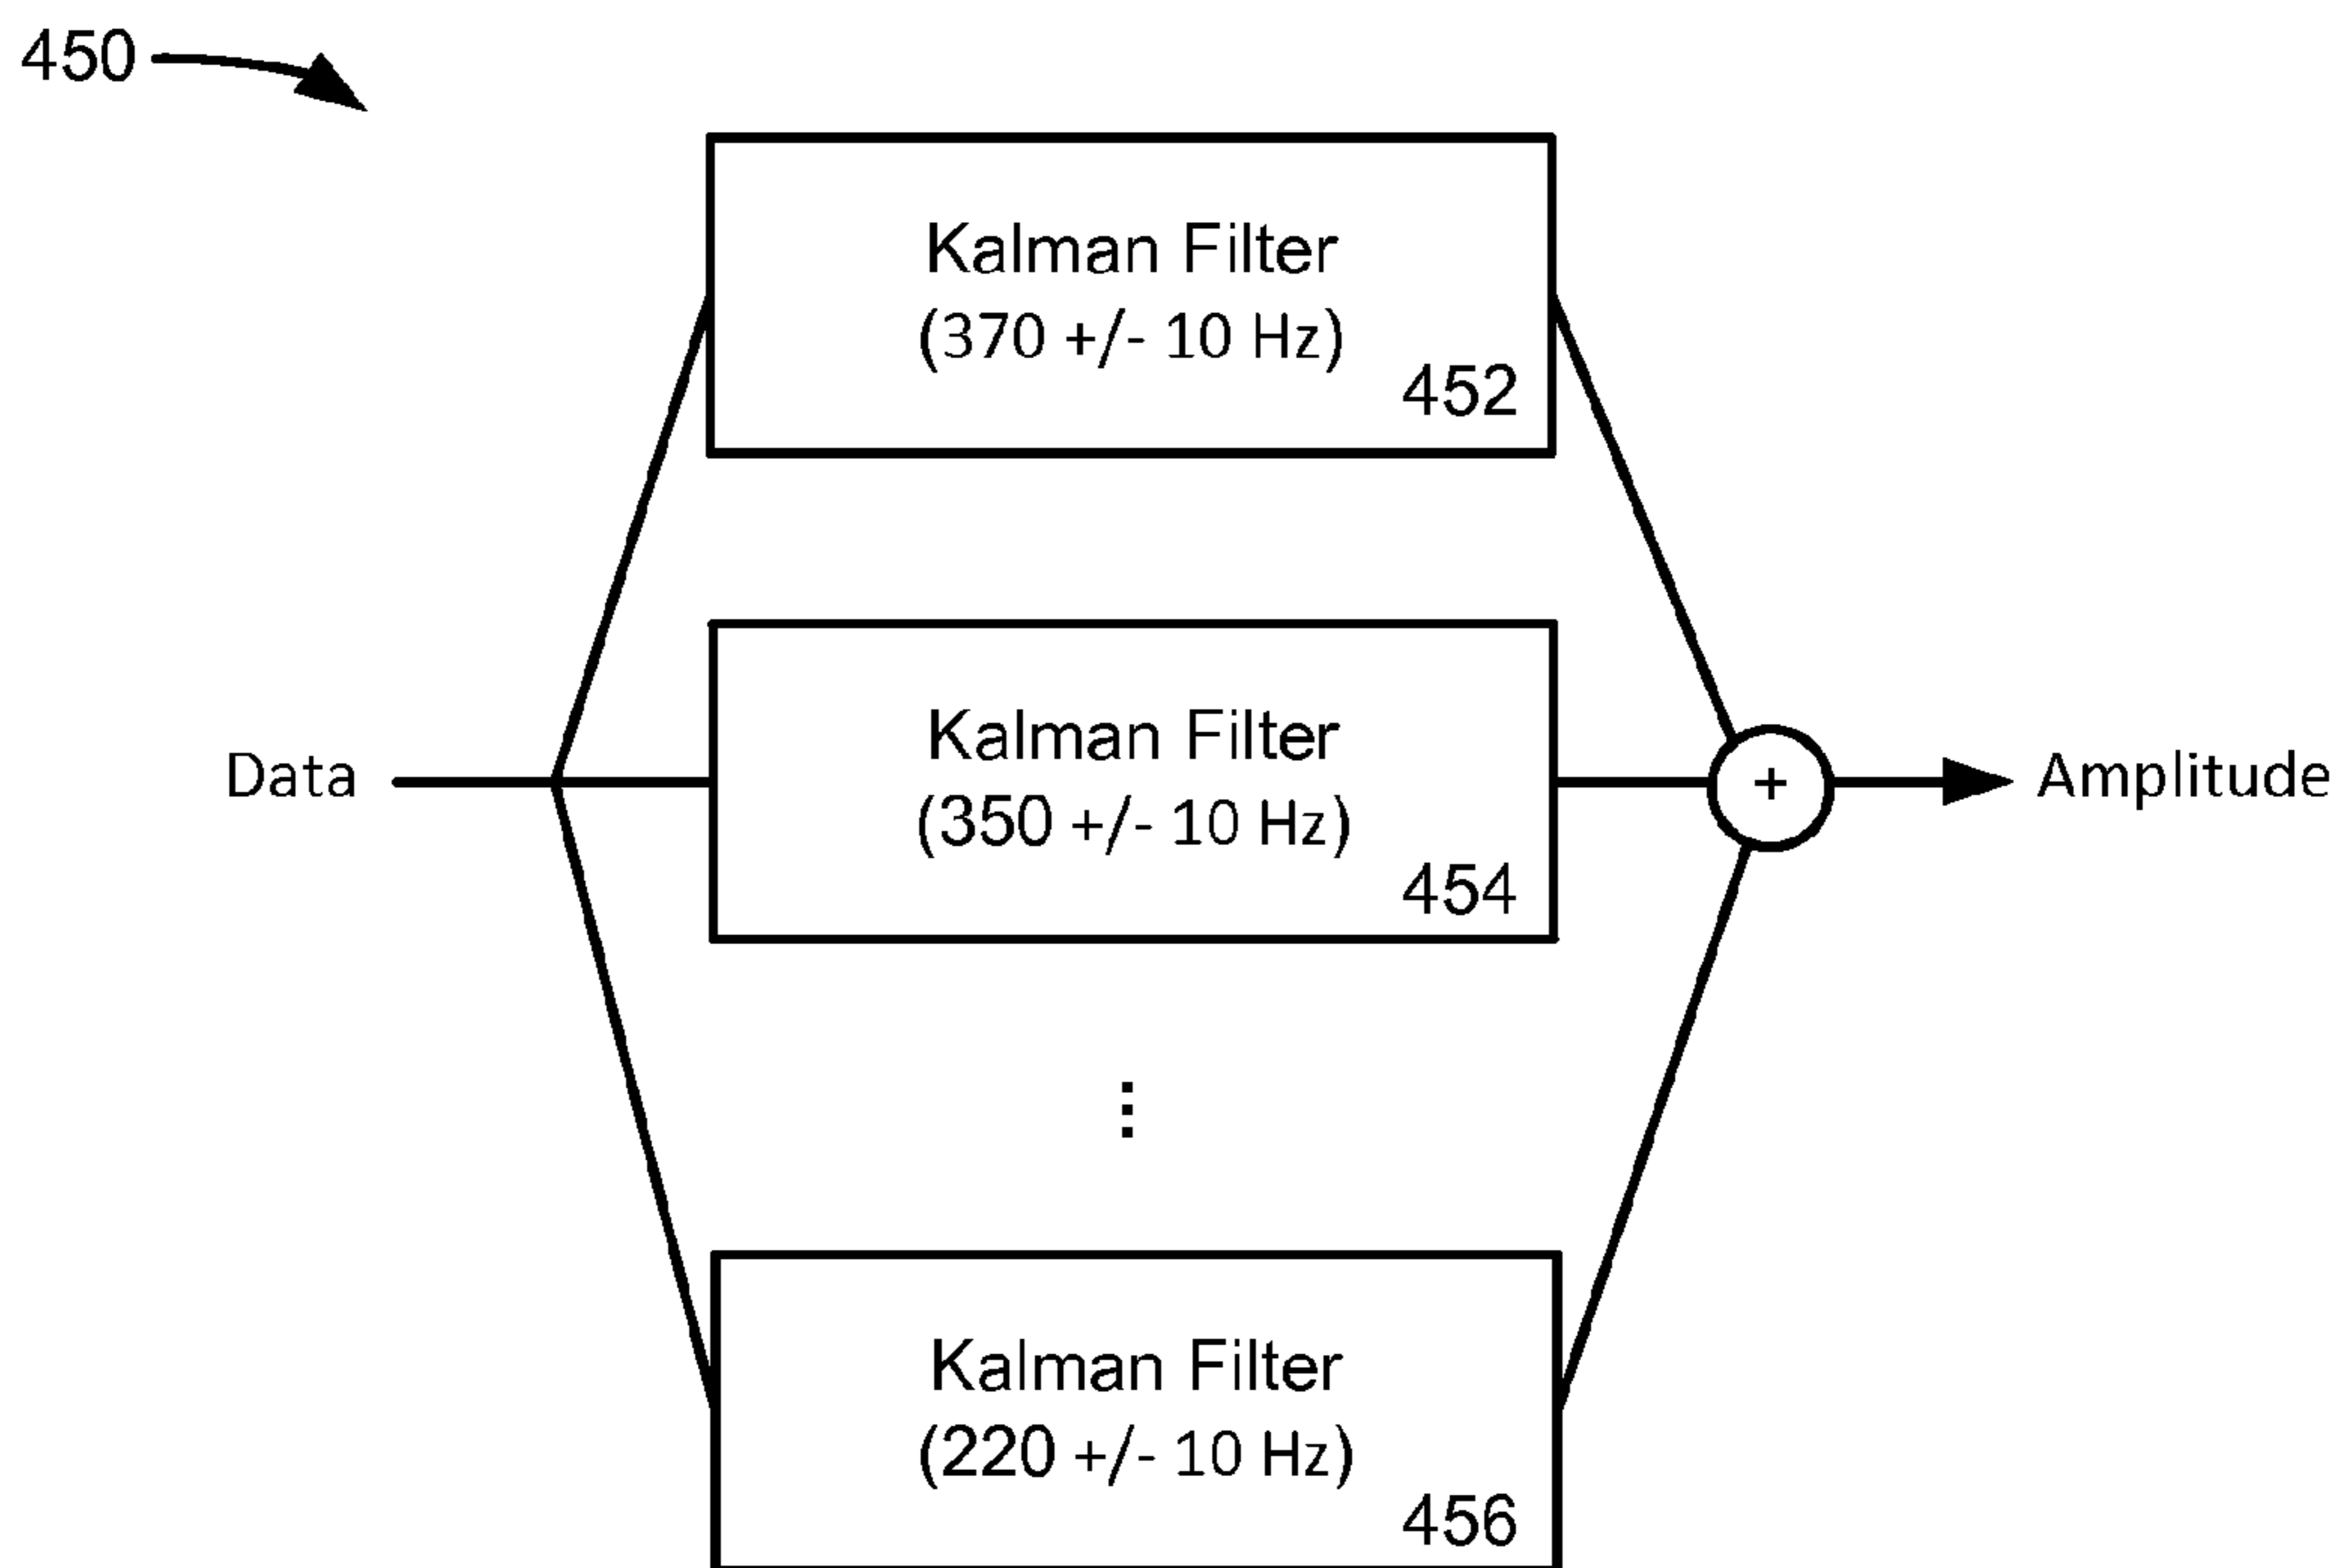 450
Kalman Filter
(370 +/- 10 Hz)
452
Kalman Filter
(350 +/- 10 Hz)
454
Data
+
Amplitude
Kalman Filter
(220 +/- 10 Hz)
456